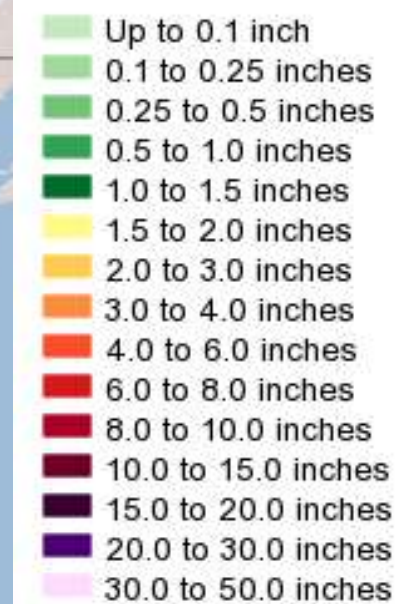 Up to 0.1 inch
0.1 to 0.25 inches
0.25 to 0.5 inches
0.5 to 1.0 inches
1.0 to 1.5 inches
1.5 to 2.0 inches
2.0 to 3.0 inches
3.0 to 4.0 inches
4.0 to 6.0 inches
6.0 to 8.0 inches
8.0 to 10.0 inches
10.0 to 15.0 inches
15.0 to 20.0 inches
20.0 to 30.0 inches
30.0 to 50.0 inches